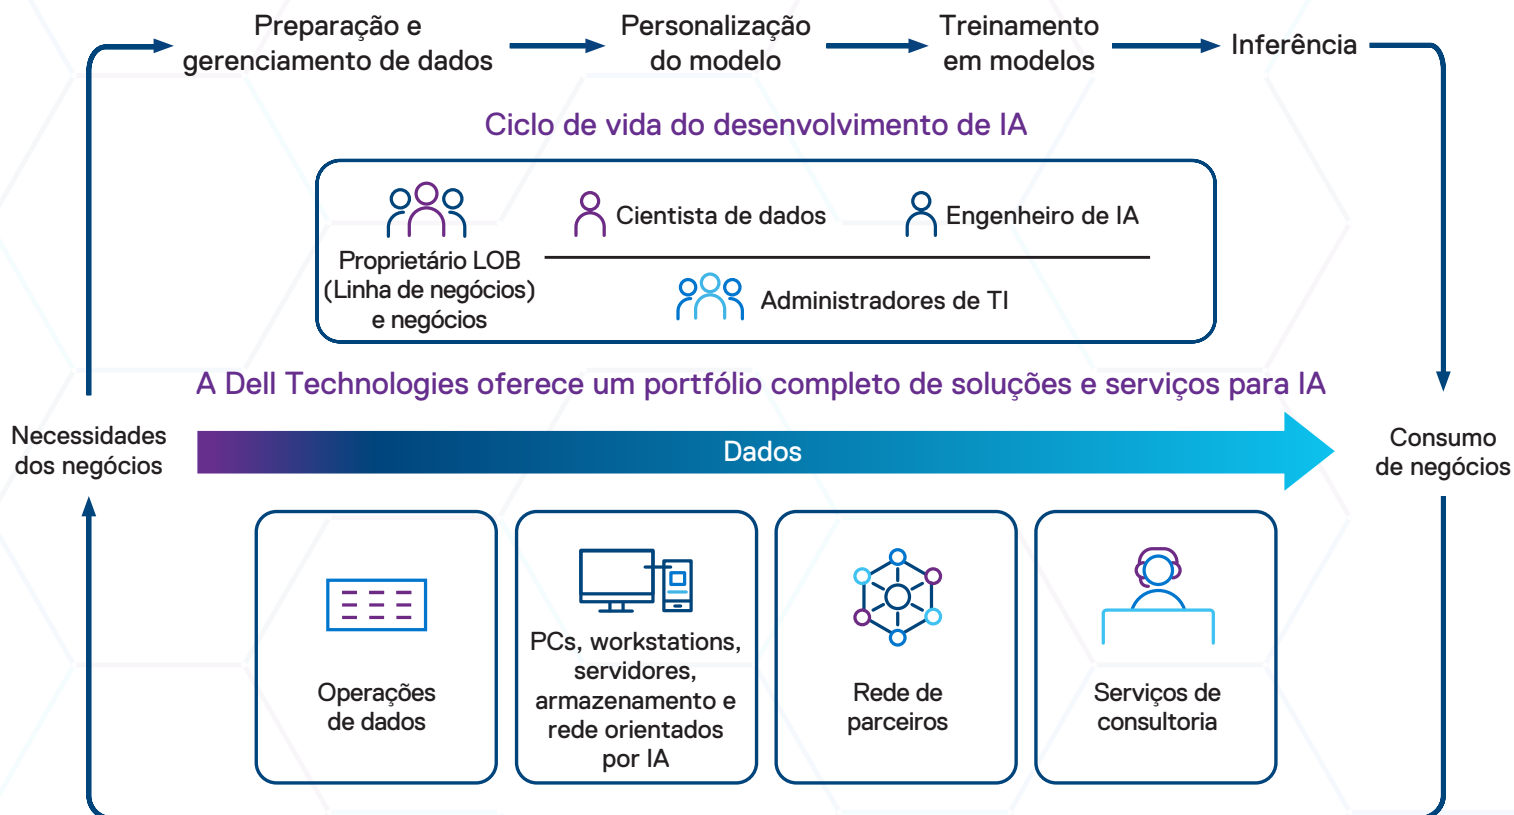 Preparação e
gerenciamento de dados
Personalização
do modelo
Treinamento
em modelos
Inferência
Ciclo de vida do desenvolvimento de IA
Proprietário LOB
(Linha de negócios)
e negócios
Cientista de dados
Engenheiro de IA
Administradores de TI
A Dell Technologies oferece um portfólio completo de soluções e serviços para IA
Necessidades
dos negócios
Dados
Consumo
de negócios
Operações
de dados
PCs, workstations,
servidores,
armazenamento e
rede orientados
por IA
Rede de
parceiros
Serviços de
consultoria